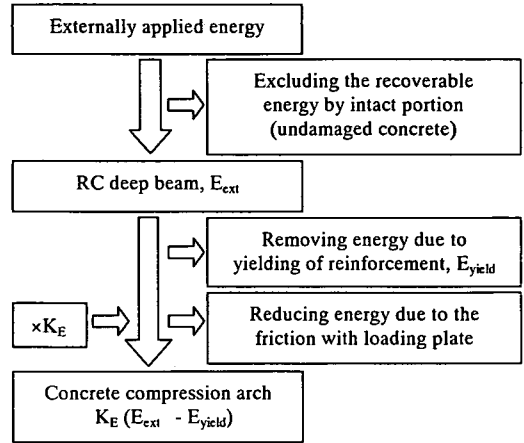 Externally applied energy
Excluding the recoverable
energy by intact portion
(undamaged concrete)
RC deep beam, E_ext
Removing energy due to
yielding of reinforcement, E_yield
×K_E
Reducing energy due to the
friction with loading plate
Concrete compression arch
K_E (E_ext - E_yield)